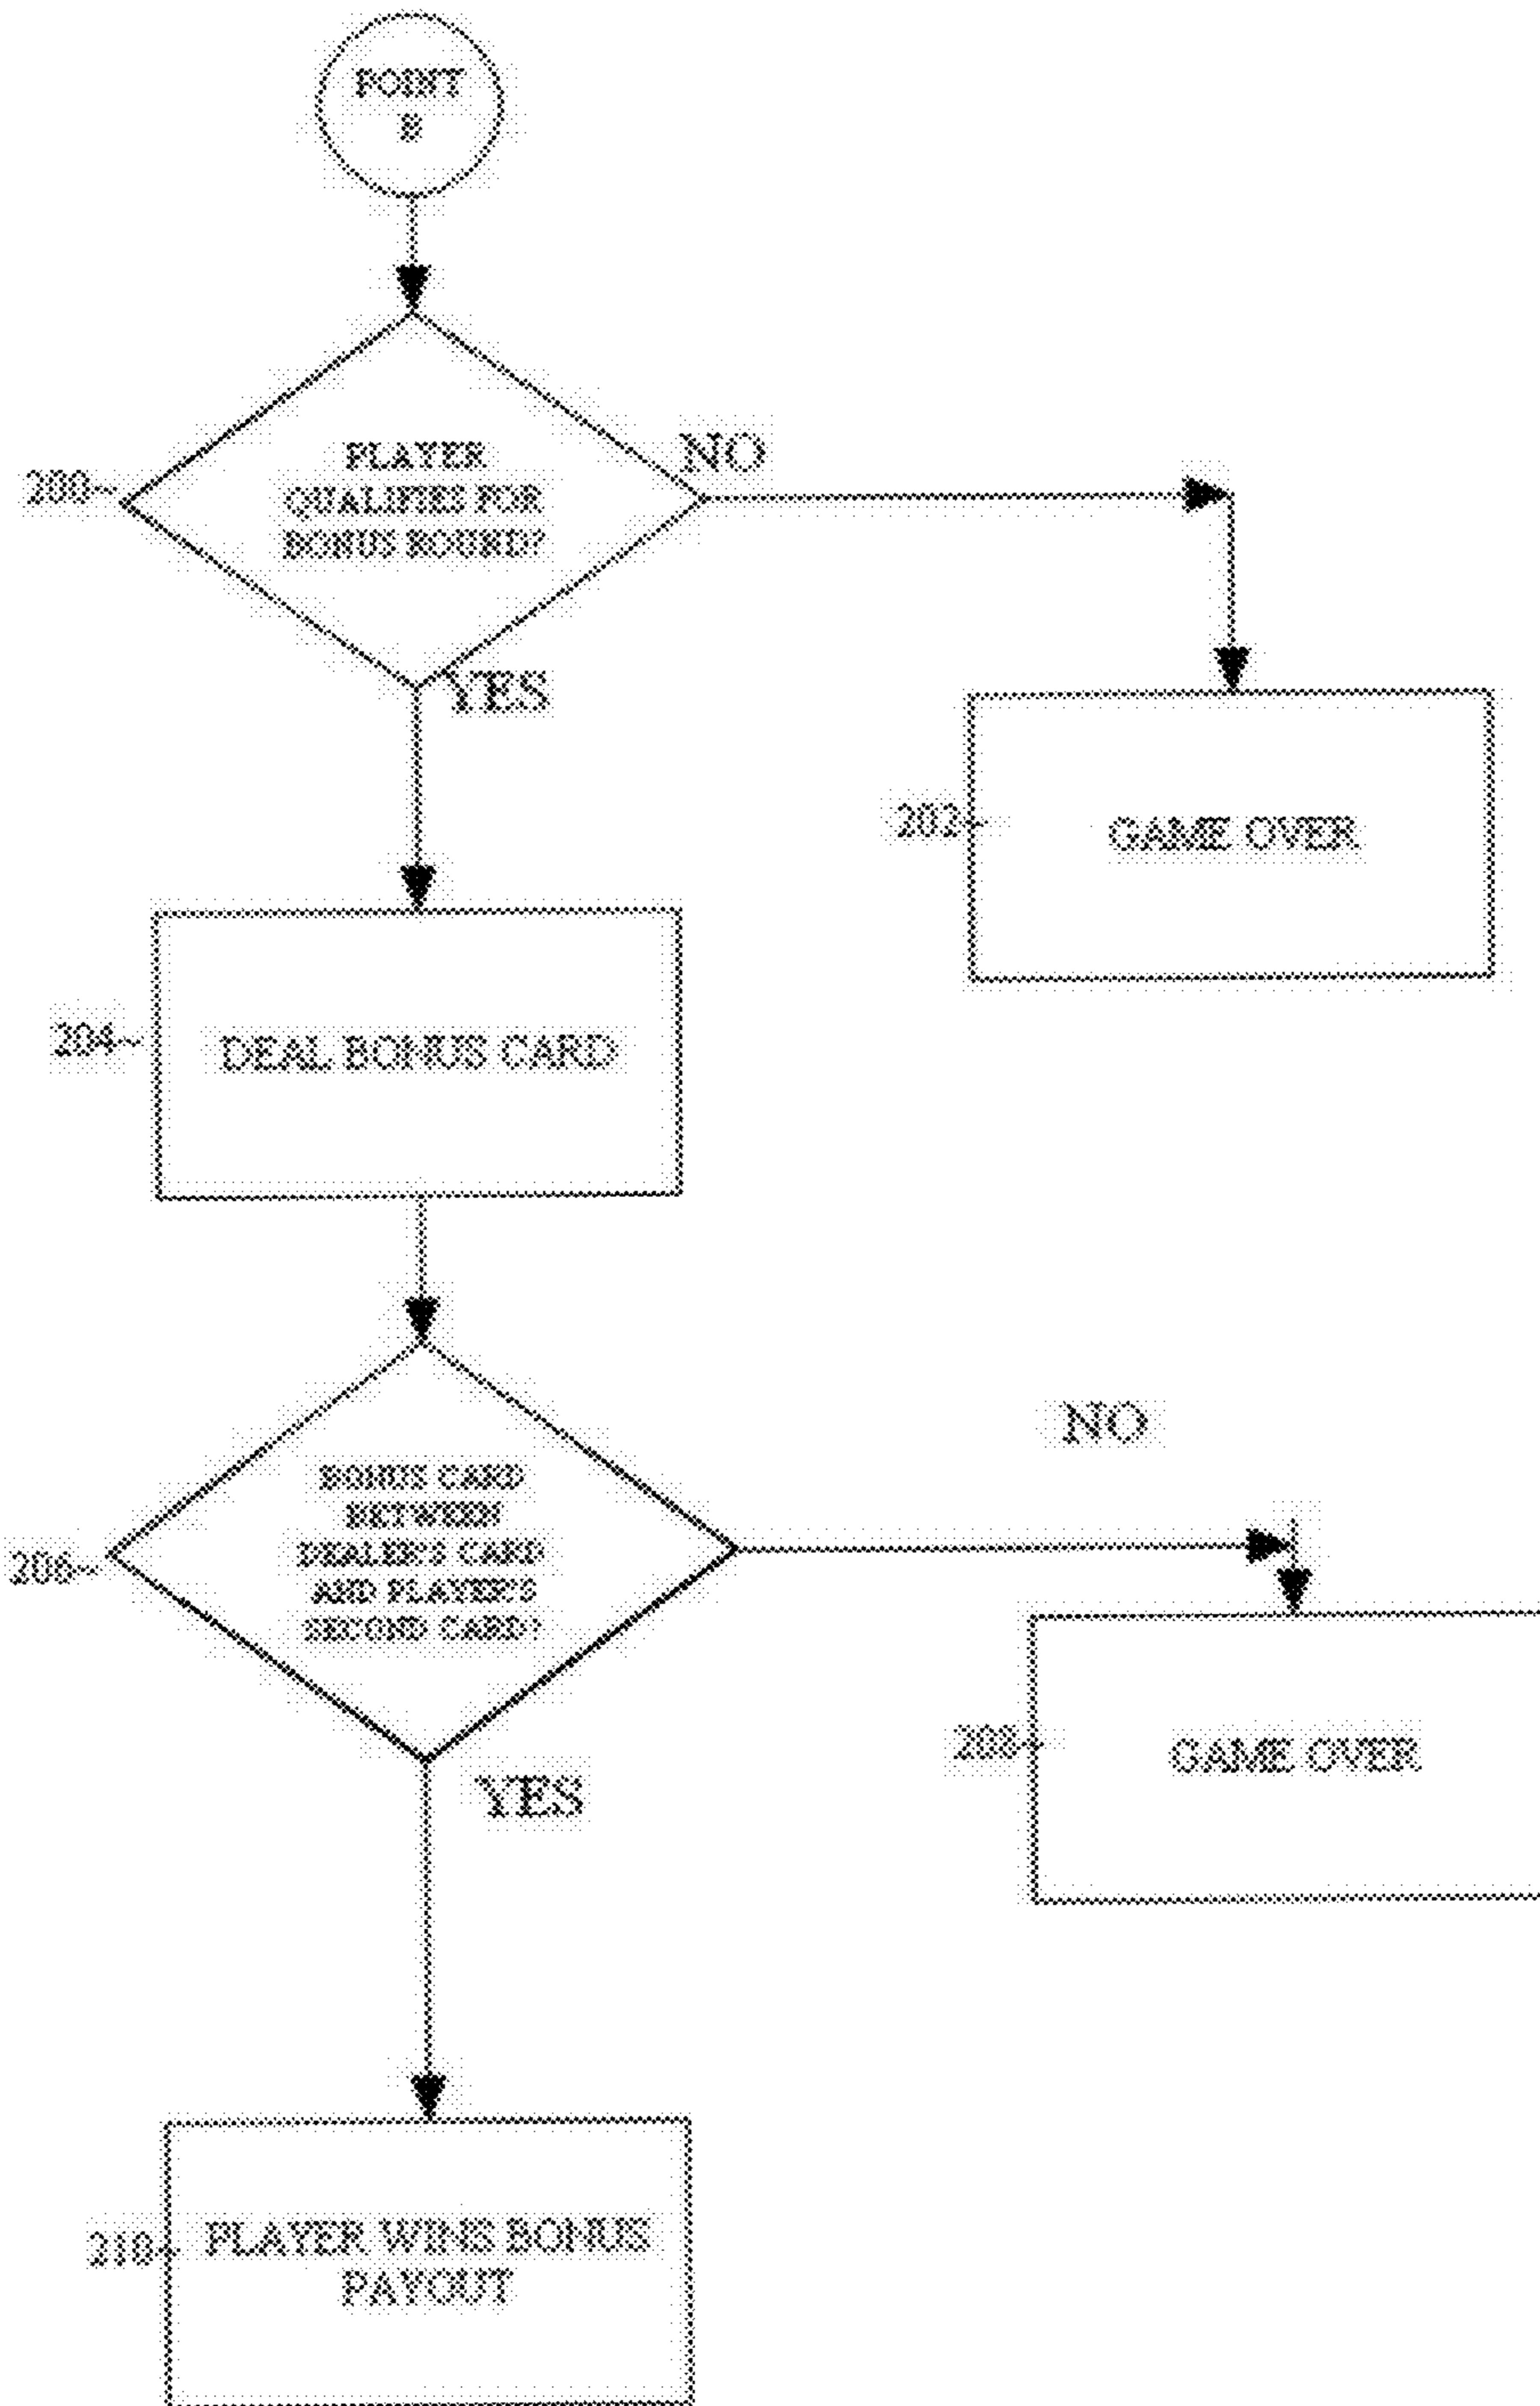 POINT
B
200~
PLAYER
QUALIFIES FOR
BONUS ROUND?
NO
YES
202~
GAME OVER
204~
DEAL BONUS CARD
206~
BONUS CARD
BETWEEN
DEALER'S CARD
AND PLAYER'S
SECOND CARD?
NO
YES
208~
GAME OVER
210~
PLAYER WINS BONUS
PAYOUT